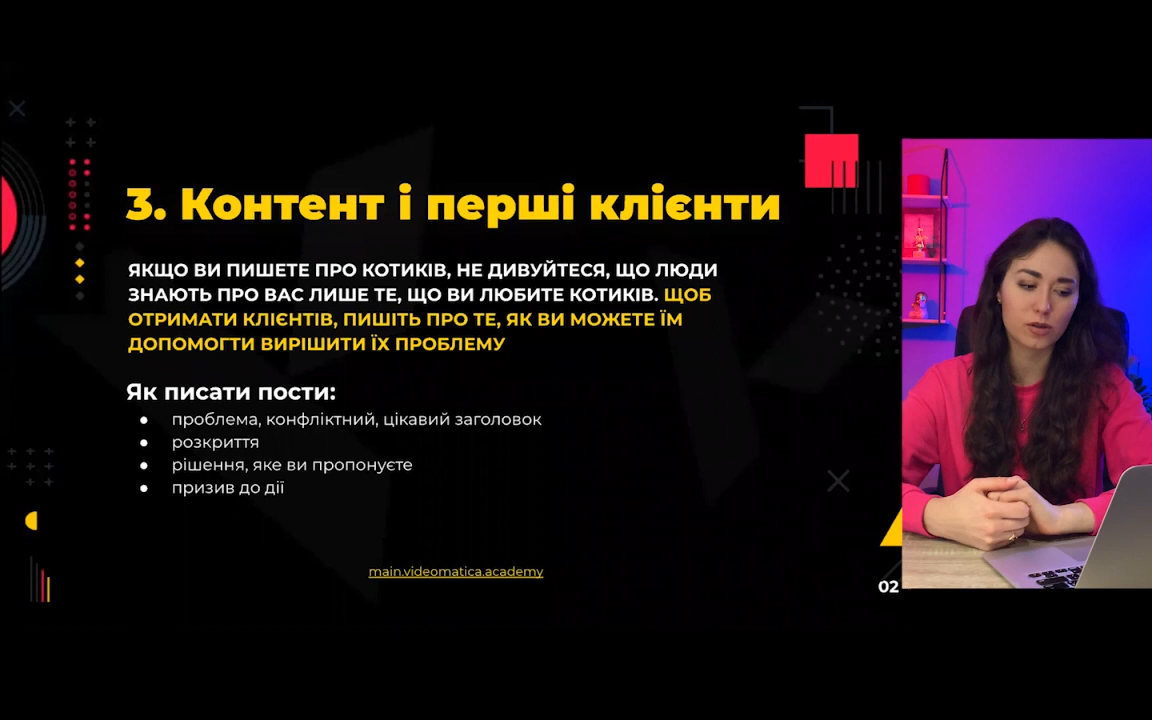 3. Контент і перші клієнти
ЯКЩО ВИ ПИШЕТЕ ПРО КОТИКІВ, НЕ ДИВУЙТЕСЯ, ЩО ЛЮДИ
ЗНАЮТЬ ПРО ВАС ЛИШЕ ТЕ, ЩО ВИ ЛЮБИТЕ КОТИКІВ. ЩОБ
ОТРИМАТИ КЛІЄНТІВ, ПИШІТЬ ПРО ТЕ, ЯК ВИ МОЖЕТЕ ЇМ
ДОПОМОГТИ ВИРІШИТИ ЇХ ПРОБЛЕМУ
Як писати пости:
● проблема, конфліктний, цікавий заголовок
● розкриття
● рішення, яке ви пропонуєте
● призив до дії
main.videomatica.academy
02